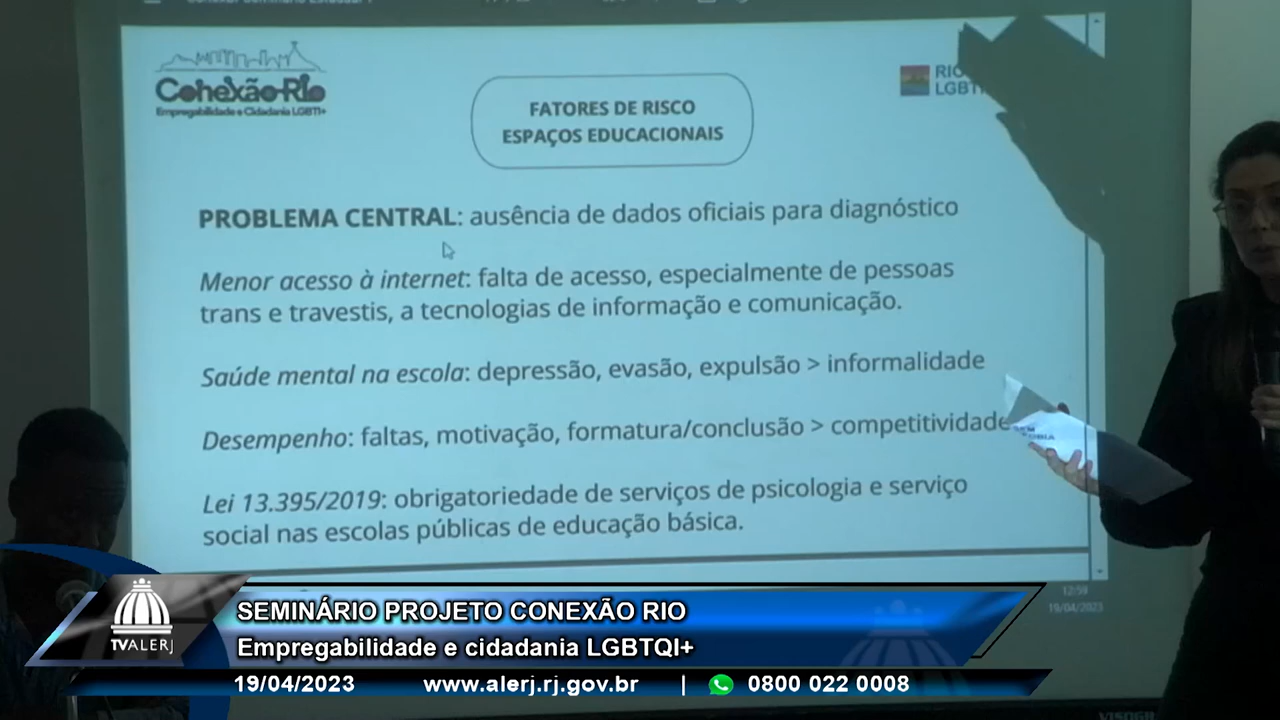 Conexão Rio
Empregabilidade e Cidadania LGBTI+
FATORES DE RISCO
ESPAÇOS EDUCACIONAIS
RIO
LGBTI
PROBLEMA CENTRAL: ausência de dados oficiais para diagnóstico
Menor acesso à internet: falta de acesso, especialmente de pessoas
trans e travestis, a tecnologias de informação e comunicação.
Saúde mental na escola: depressão, evasão, expulsão > informalidade
Desempenho: faltas, motivação, formatura/conclusão > competitividade
Lei 13.395/2019: obrigatoriedade de serviços de psicologia e serviço
social nas escolas públicas de educação básica.
12:59
19/04/2023
TVALERJ
SEMINÁRIO PROJETO CONEXÃO RIO
Empregabilidade e cidadania LGBTQI+
19/04/2023 www.alerj.rj.gov.br | 0800 022 0008